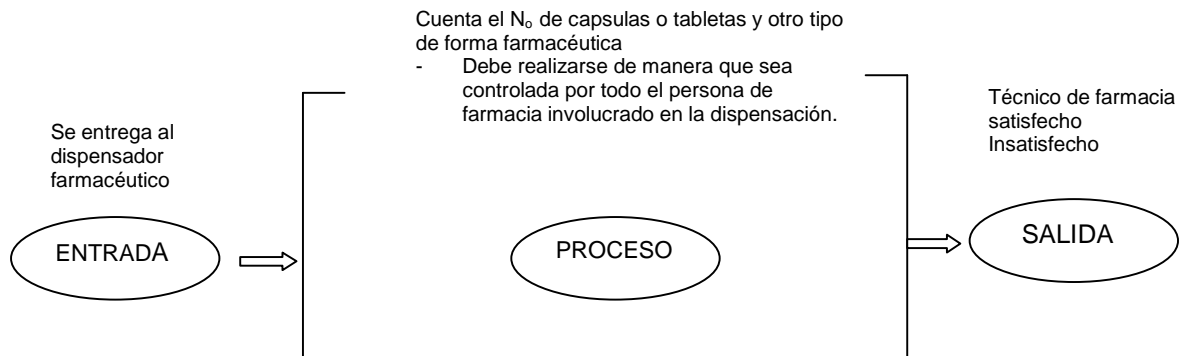 Cuenta el No de capsulas o tabletas y otro tipo
de forma farmacéutica
- Debe realizarse de manera que sea
controlada por todo el persona de
farmacia involucrado en la dispensación.
Se entrega al
dispensador
farmacéutico
Técnico de farmacia
satisfecho
Insatisfecho
ENTRADA
PROCESO
SALIDA